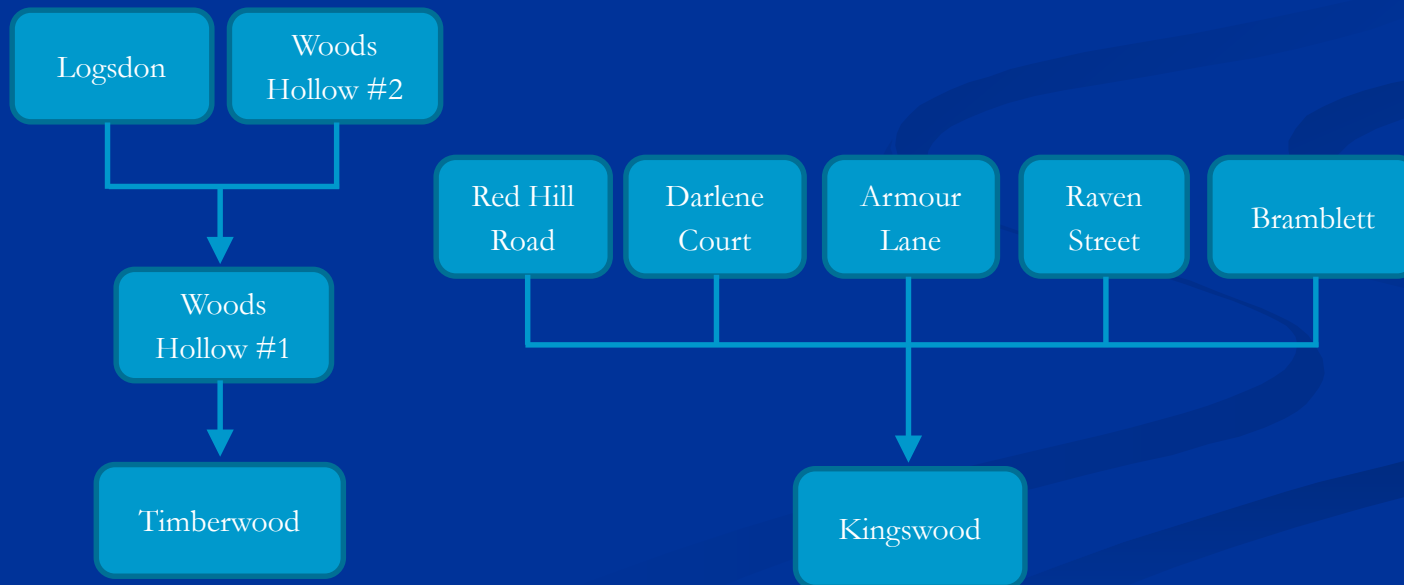 Logsdon
Woods
Hollow #2
Red Hill
Road
Darlene
Court
Armour
Lane
Raven
Street
Bramblett
Woods
Hollow #1
Timberwood
Kingswood